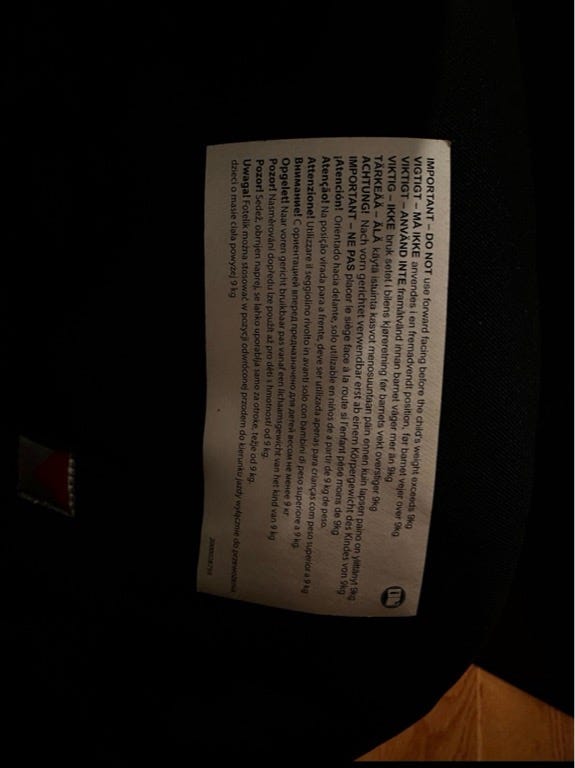 IMPORTANT – DO NOT use forward facing before the child's weight exceeds 9kg
VIGTIGT – MÅ IKKE anvendes i en fremadvendt position, før barnet vejer over 9kg
VIKTIGT – ANVÄND INTE framåtvänd innan barnet väger mer än 9kg
VIKTIG – IKKE bruk setet i bilens kjøreretning før barnets vekt overstiger 9kg
TÄRKEÄÄ – ÄLÄ käytä istuinta kasvot menosuuntaan päin ennen kuin lapsen paino on ylittänyt 9kg
ACHTUNG! Nach vorn gerichtet verwendbar erst ab einem Körpergewicht des Kindes von 9kg
IMPORTANT – NE PAS placer le siège face à la route si l'enfant pèse moins de 9kg
¡Atención! Orientado hacia delante, solo utilizable en niños de a partir de 9 kg de peso.
Atenção! Na posição virada para a frente, deve ser utilizada apenas para crianças com peso superior a 9 kg
Attenzione! Utilizzare il seggiolino rivolto in avanti solo con bambini di peso superiore a 9 kg.
Внимание! С ориентацией вперед предназначено для детей весом не менее 9 кг
Opgelet! Naar voren gericht bruikbaar pas vanaf een lichaamsgewicht van het kind van 9 kg
Pozor! Nasměrování dopředu lze použít až pro děti s hmotností od 9 kg.
Pozor! Sedež, obrnjen naprej, se lahko uporablja samo za otroke, težje od 9 kg.
Uwaga! Fotelik można stosować w pozycji odwróconej przodem do kierunku jazdy wyłącznie do przewożenia
dzieci o masie ciała powyżej 9 kg